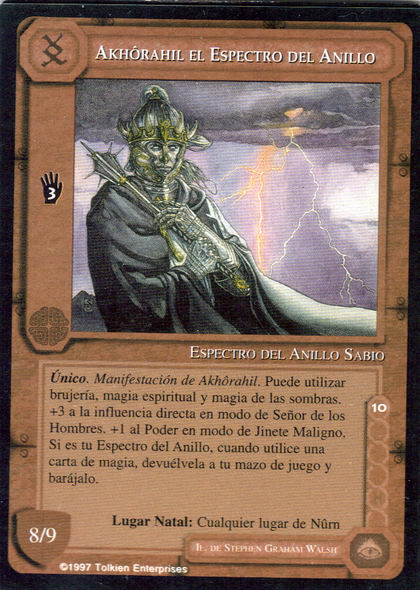 AKHÔRAHIL EL ESPECTRO DEL ANILLO
3
ESPECTRO DEL ANILLO SABIO
Único. Manifestación de Akhôrahil. Puede utilizar
brujería, magia espiritual y magia de las sombras.
+3 a la influencia directa en modo de Señor de los
Hombres. +1 al Poder en modo de Jinete Maligno.
Si es tu Espectro del Anillo, cuando utilice una
carta de magia, devuélvela a tu mazo de juego y
barájalo.
10
Lugar Natal: Cualquier lugar de Nûrn
8/9
IL. DE STEPHEN GRAHAM WALSH
©1997 Tolkien Enterprises